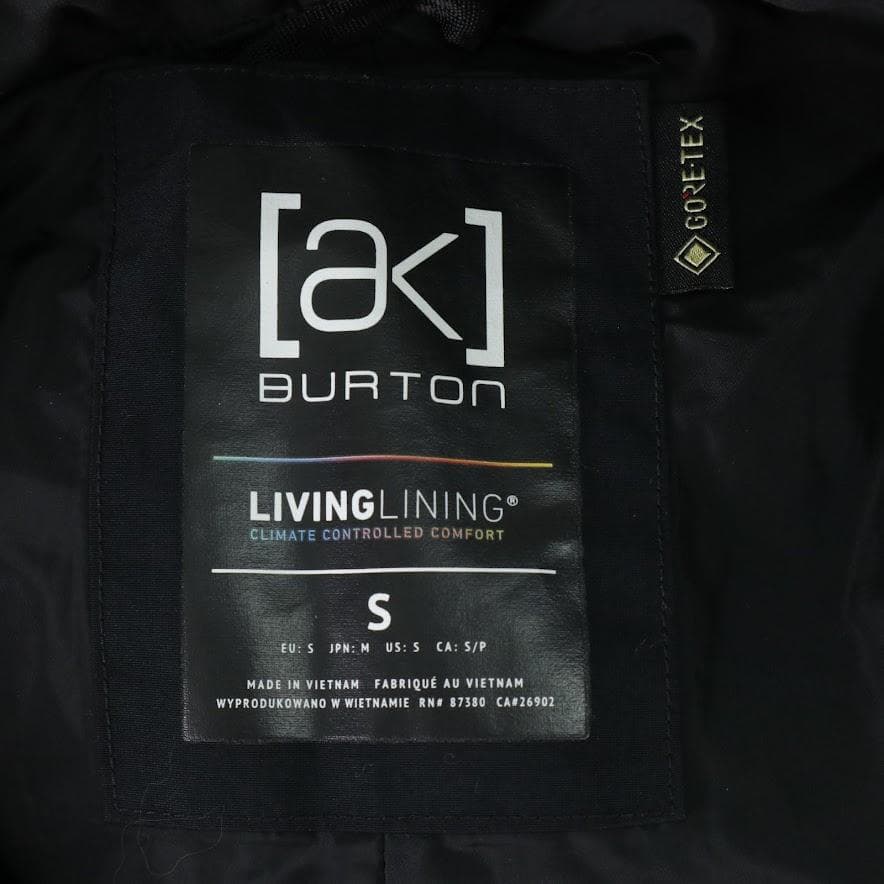 [ak]
BURTON
LIVINGLINING®
CLIMATE CONTROLLED COMFORT
S
EU: S JPN: M US: S CA: S/P
MADE IN VIETNAM FABRIQUÉ AU VIETNAM
WYPRODUKOWANO W WIETNAMIE RN# 87380 CA#26902
GORE-TEX